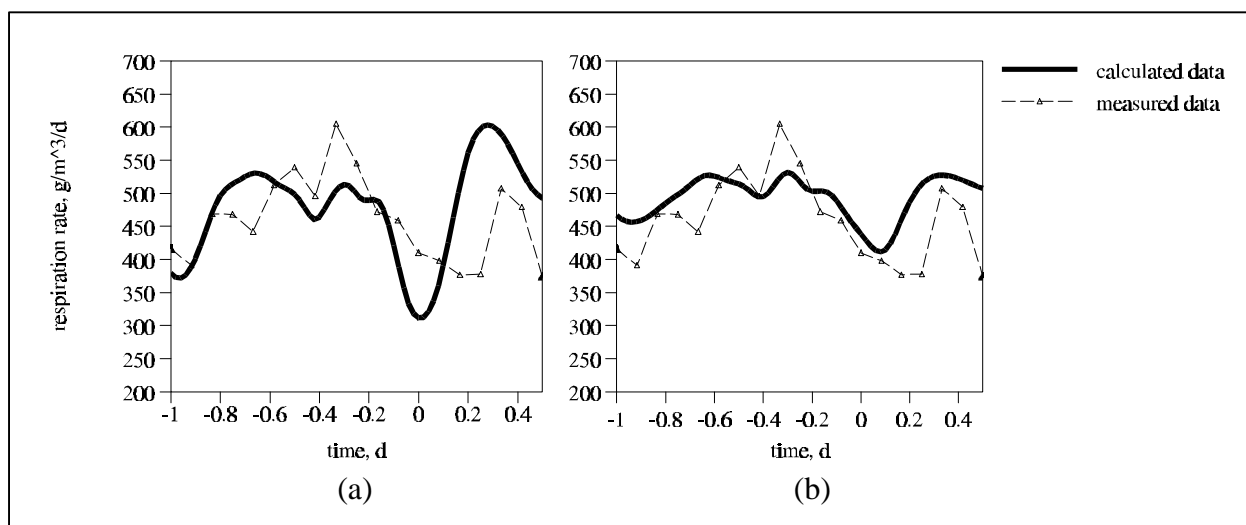 respiration rate, g/m^3/d
700
650
600
550
500
450
400
350
300
250
200
-1 -0.8 -0.6 -0.4 -0.2 0 0.2 0.4
time, d
(a)
700
650
600
550
500
450
400
350
300
250
200
-1 -0.8 -0.6 -0.4 -0.2 0 0.2 0.4
time, d
(b)
calculated data
measured data